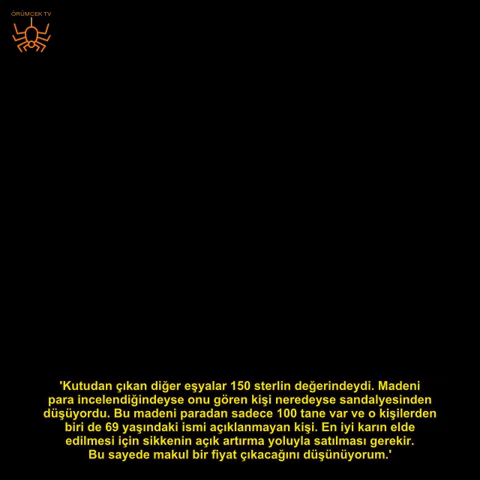 ÖRÜMCEK TV
'Kutudan çıkan diğer eşyalar 150 sterlin değerindeydi. Madeni
para incelendiğindeyse onu gören kişi neredeyse sandalyesinden
düşüyordu. Bu madeni paradan sadece 100 tane var ve o kişilerden
biri de 69 yaşındaki ismi açıklanmayan kişi. En iyi karın elde
edilmesi için sikkenin açık artırma yoluyla satılması gerekir.
Bu sayede makul bir fiyat çıkacağını düşünüyorum.'